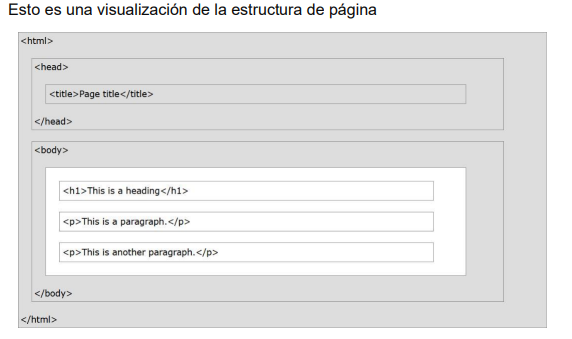 Esto es una visualización de la estructura de página
<html>
<head>
<title>Page title</title>
</head>
<body>
<h1>This is a heading</h1>
<p>This is a paragraph.</p>
<p>This is another paragraph.</p>
</body>
</html>